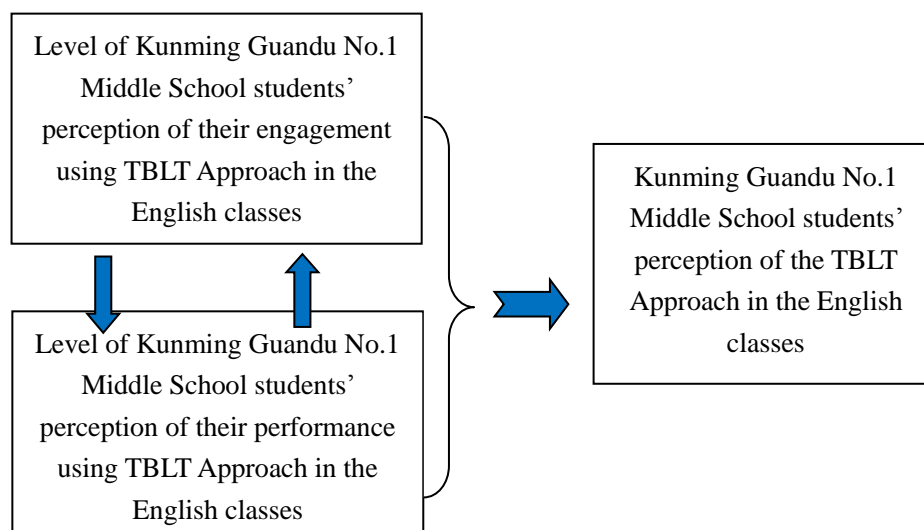 Level of Kunming Guandu No.1
Middle School students’
perception of their engagement
using TBLT Approach in the
English classes
Level of Kunming Guandu No.1
Middle School students’
perception of their performance
using TBLT Approach in the
English classes
Kunming Guandu No.1
Middle School students’
perception of the TBLT
Approach in the English
classes